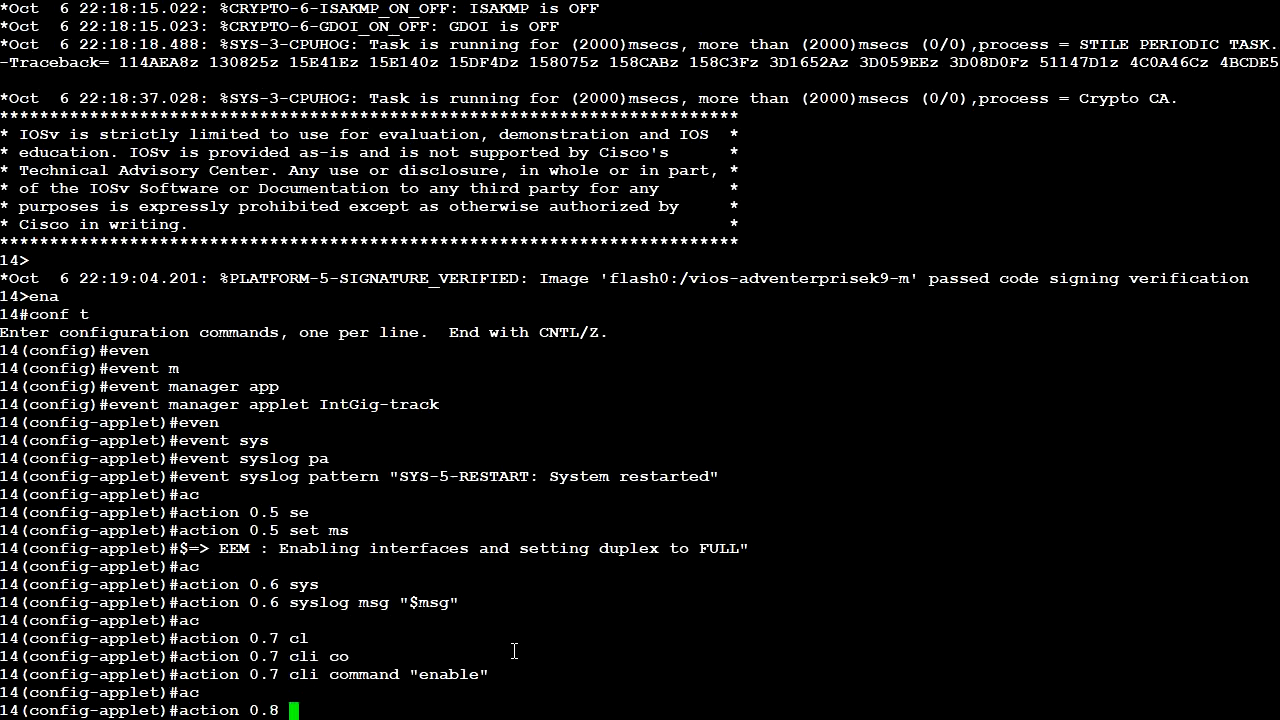 *Oct  6 22:18:15.022: %CRYPTO-6-ISAKMP_ON_OFF: ISAKMP is OFF
*Oct  6 22:18:15.023: %CRYPTO-6-GDOI_ON_OFF: GDOI is OFF
*Oct  6 22:18:18.488: %SYS-3-CPUHOG: Task is running for (2000)msecs, more than (2000)msecs (0/0),process = STILE PERIODIC TASK.
-Traceback= 114AEA8z 130825z 15E41Ez 15E140z 15DF4Dz 158075z 158CABz 158C3Fz 3D1652Az 3D059EEz 3D08D0Fz 51147D1z 4C0A46Cz 4BCDE5
*Oct  6 22:18:37.028: %SYS-3-CPUHOG: Task is running for (2000)msecs, more than (2000)msecs (0/0),process = Crypto CA.
**************************************************************************
* IOSv is strictly limited to use for evaluation, demonstration and IOS  *
* education. IOSv is provided as-is and is not supported by Cisco's      *
* Technical Advisory Center. Any use or disclosure, in whole or in part, *
* of the IOSv Software or Documentation to any third party for any       *
* purposes is expressly prohibited except as otherwise authorized by     *
* Cisco in writing.                                                      *
**************************************************************************
14>
*Oct  6 22:19:04.201: %PLATFORM-5-SIGNATURE_VERIFIED: Image 'flash0:/vios-adventerprisek9-m' passed code signing verification
14>ena
14#conf t
Enter configuration commands, one per line.  End with CNTL/Z.
14(config)#even
14(config)#event m
14(config)#event manager app
14(config)#event manager applet IntGig-track
14(config-applet)#even
14(config-applet)#event sys
14(config-applet)#event syslog pa
14(config-applet)#event syslog pattern "SYS-5-RESTART: System restarted"
14(config-applet)#ac
14(config-applet)#action 0.5 se
14(config-applet)#action 0.5 set ms
14(config-applet)#$=> EEM : Enabling interfaces and setting duplex to FULL"
14(config-applet)#ac
14(config-applet)#action 0.6 sys
14(config-applet)#action 0.6 syslog msg "$msg"
14(config-applet)#ac
14(config-applet)#action 0.7 cl
14(config-applet)#action 0.7 cli co
14(config-applet)#action 0.7 cli command "enable"
14(config-applet)#ac
14(config-applet)#action 0.8